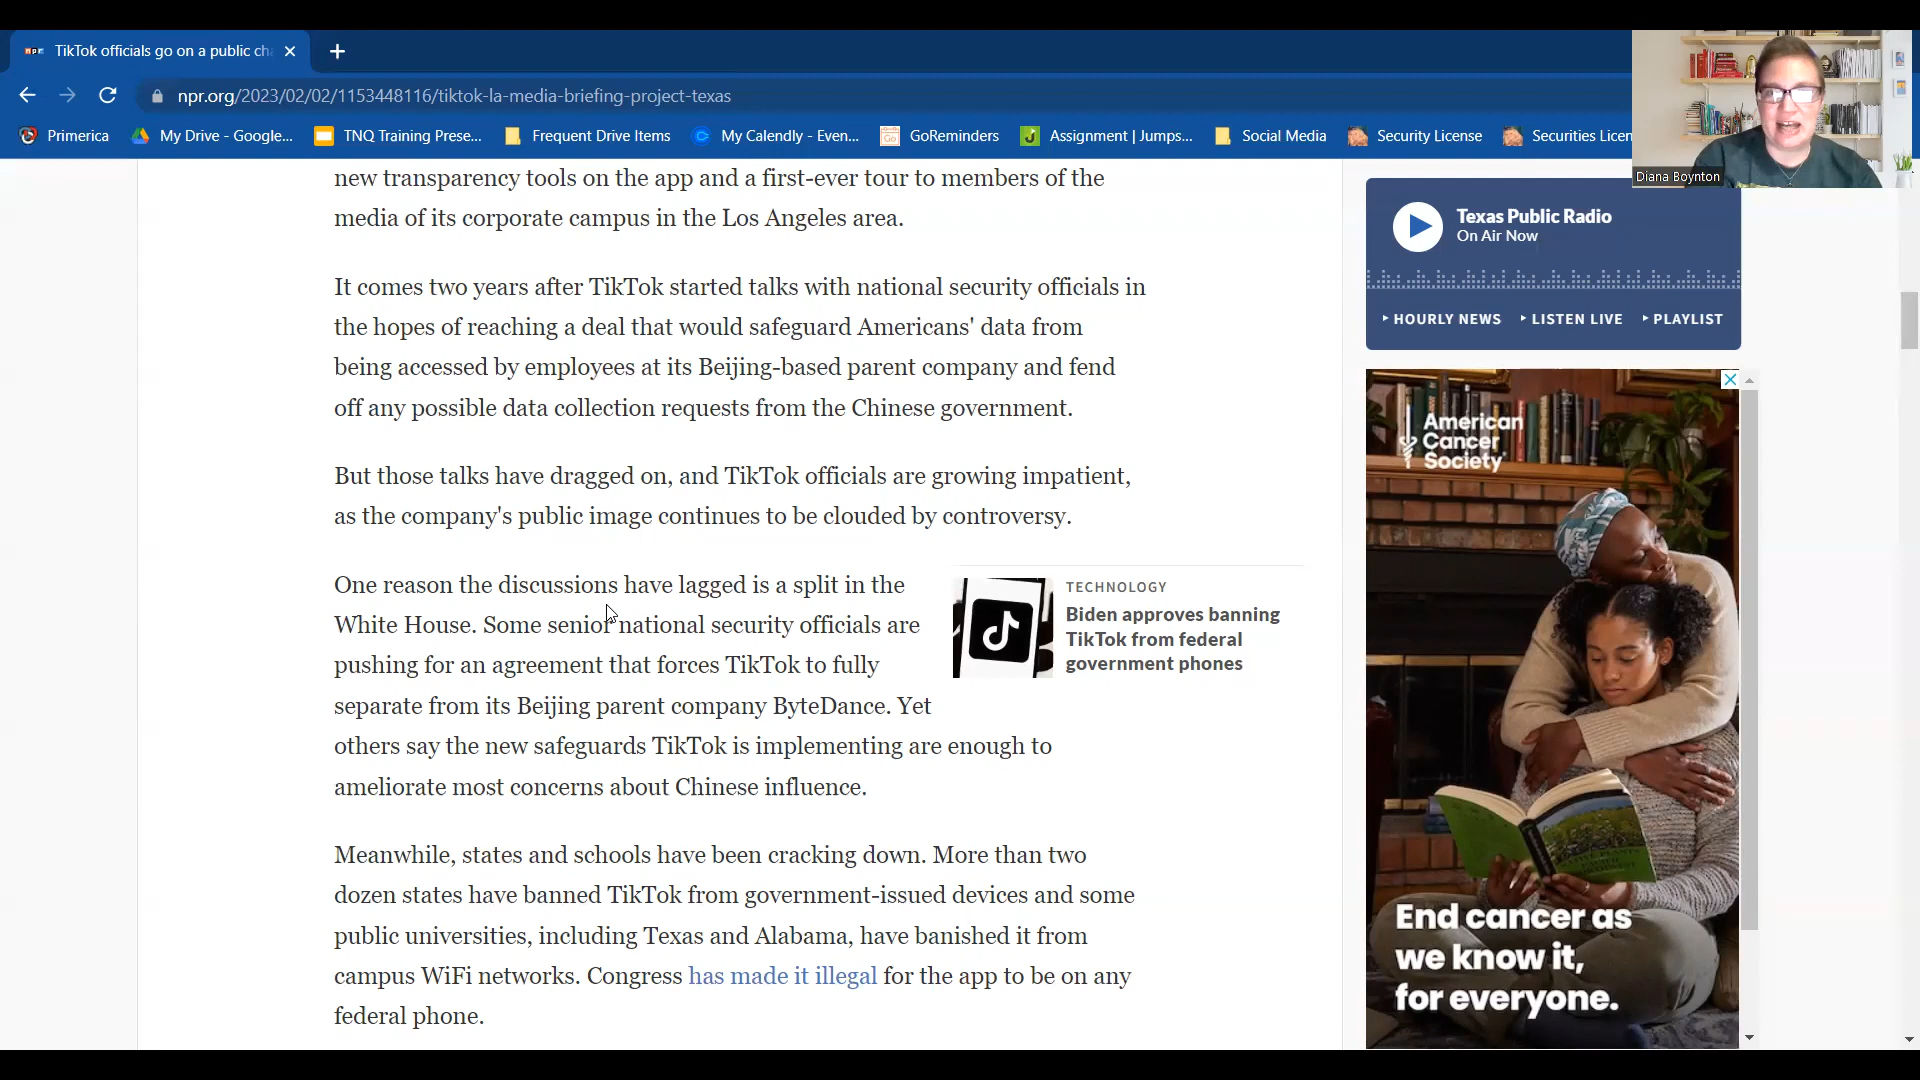 npr TikTok officials go on a public cha
npr.org/2023/02/02/1153448116/tiktok-la-media-briefing-project-texas
Primerica My Drive - Google... TNQ Training Prese... Frequent Drive Items My Calendly - Even... GoReminders Assignment | Jumps... Social Media Security License Securities Licen
Diana Boynton
new transparency tools on the app and a first-ever tour to members of the
media of its corporate campus in the Los Angeles area.
It comes two years after TikTok started talks with national security officials in
the hopes of reaching a deal that would safeguard Americans' data from
being accessed by employees at its Beijing-based parent company and fend
off any possible data collection requests from the Chinese government.
But those talks have dragged on, and TikTok officials are growing impatient,
as the company's public image continues to be clouded by controversy.
One reason the discussions have lagged is a split in the
White House. Some senior national security officials are
pushing for an agreement that forces TikTok to fully
separate from its Beijing parent company ByteDance. Yet
others say the new safeguards TikTok is implementing are enough to
ameliorate most concerns about Chinese influence.
TECHNOLOGY
Biden approves banning
TikTok from federal
government phones
Meanwhile, states and schools have been cracking down. More than two
dozen states have banned TikTok from government-issued devices and some
public universities, including Texas and Alabama, have banished it from
campus WiFi networks. Congress has made it illegal for the app to be on any
federal phone.
Texas Public Radio
On Air Now
HOURLY NEWS LISTEN LIVE PLAYLIST
American
Cancer
Society
End cancer as
we know it,
for everyone.